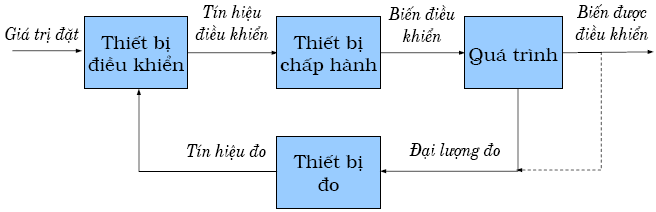 Giá trị đặt
Thiết bị
điều khiển
Tín hiệu
điều khiển
Thiết bị
chấp hành
Biến điều
khiển
Quá trình
Biến được
điều khiển
Tín hiệu đo
Thiết bị
đo
Đại lượng đo